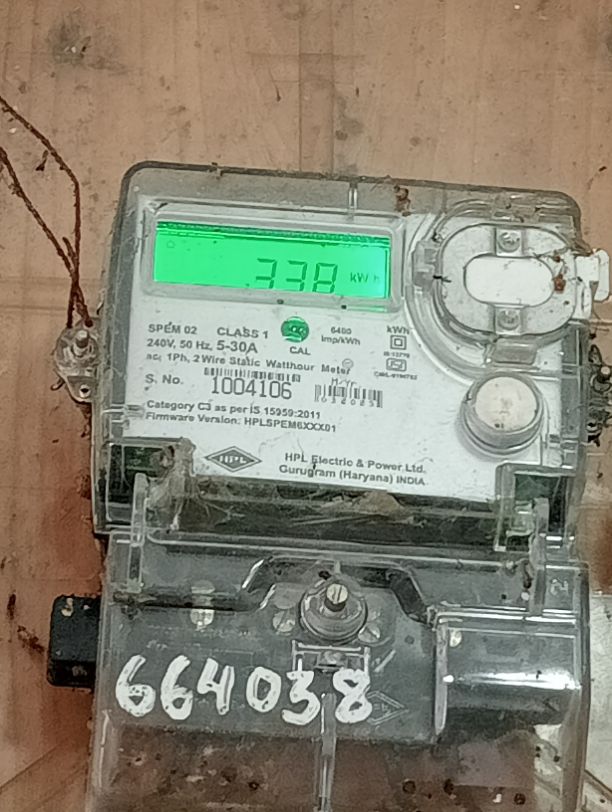 338 kWh
SPEM 02 CLASS 1 6400 kWh
240V, 50 Hz, 5-30A CAL Imp/kWh
ac, 1Ph, 2 Wire Static Watthour Meter
S. No. 1004106 M/Yr.
Category C3 as per IS 15959:2011
Firmware Version: HPLSPEM6XXX01
HPL HPL Electric & Power Ltd.
Gurugram (Haryana) INDIA
664038